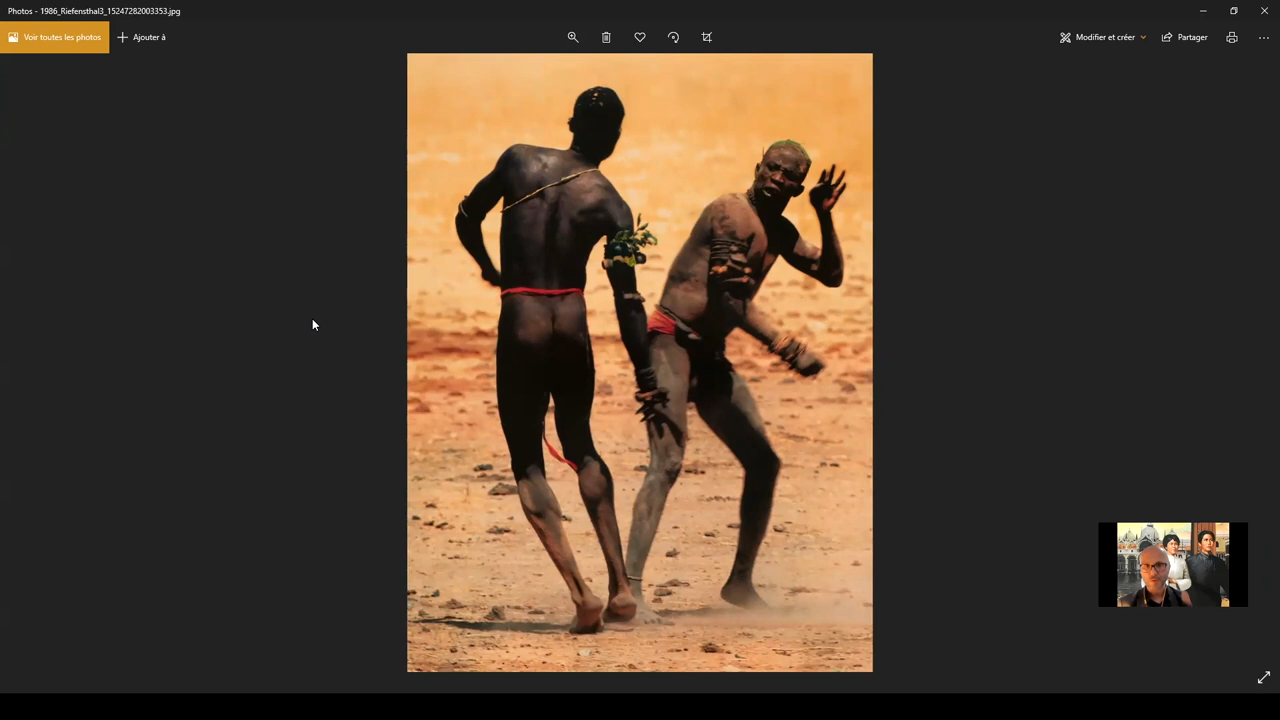 Photos - 1986_Riefensthal3_15247282003353.jpg
Voir toutes les photos
Ajouter à
Modifier et créer
Partager